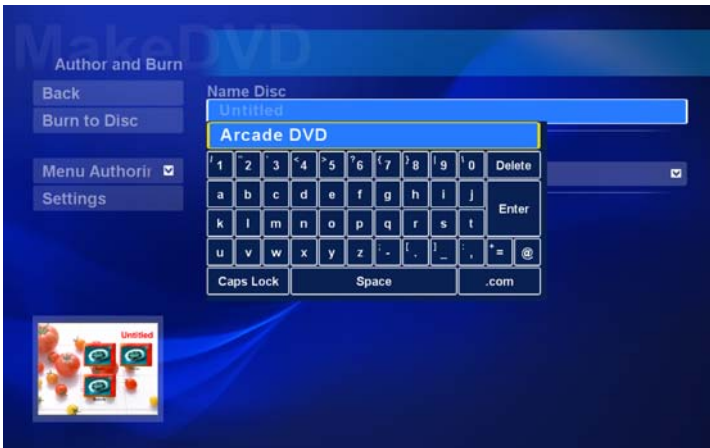 MakeDVD
Author and Burn
Back
Burn to Disc
Menu Authorin
Settings
Name Disc
Untitled
Arcade DVD
1 2 3 4 5 6 7 8 9 0 Delete
a b c d e f g h i j
Enter
k l m n o p q r s t
u v w x y z - . _ , = @
Caps Lock Space .com
Untitled